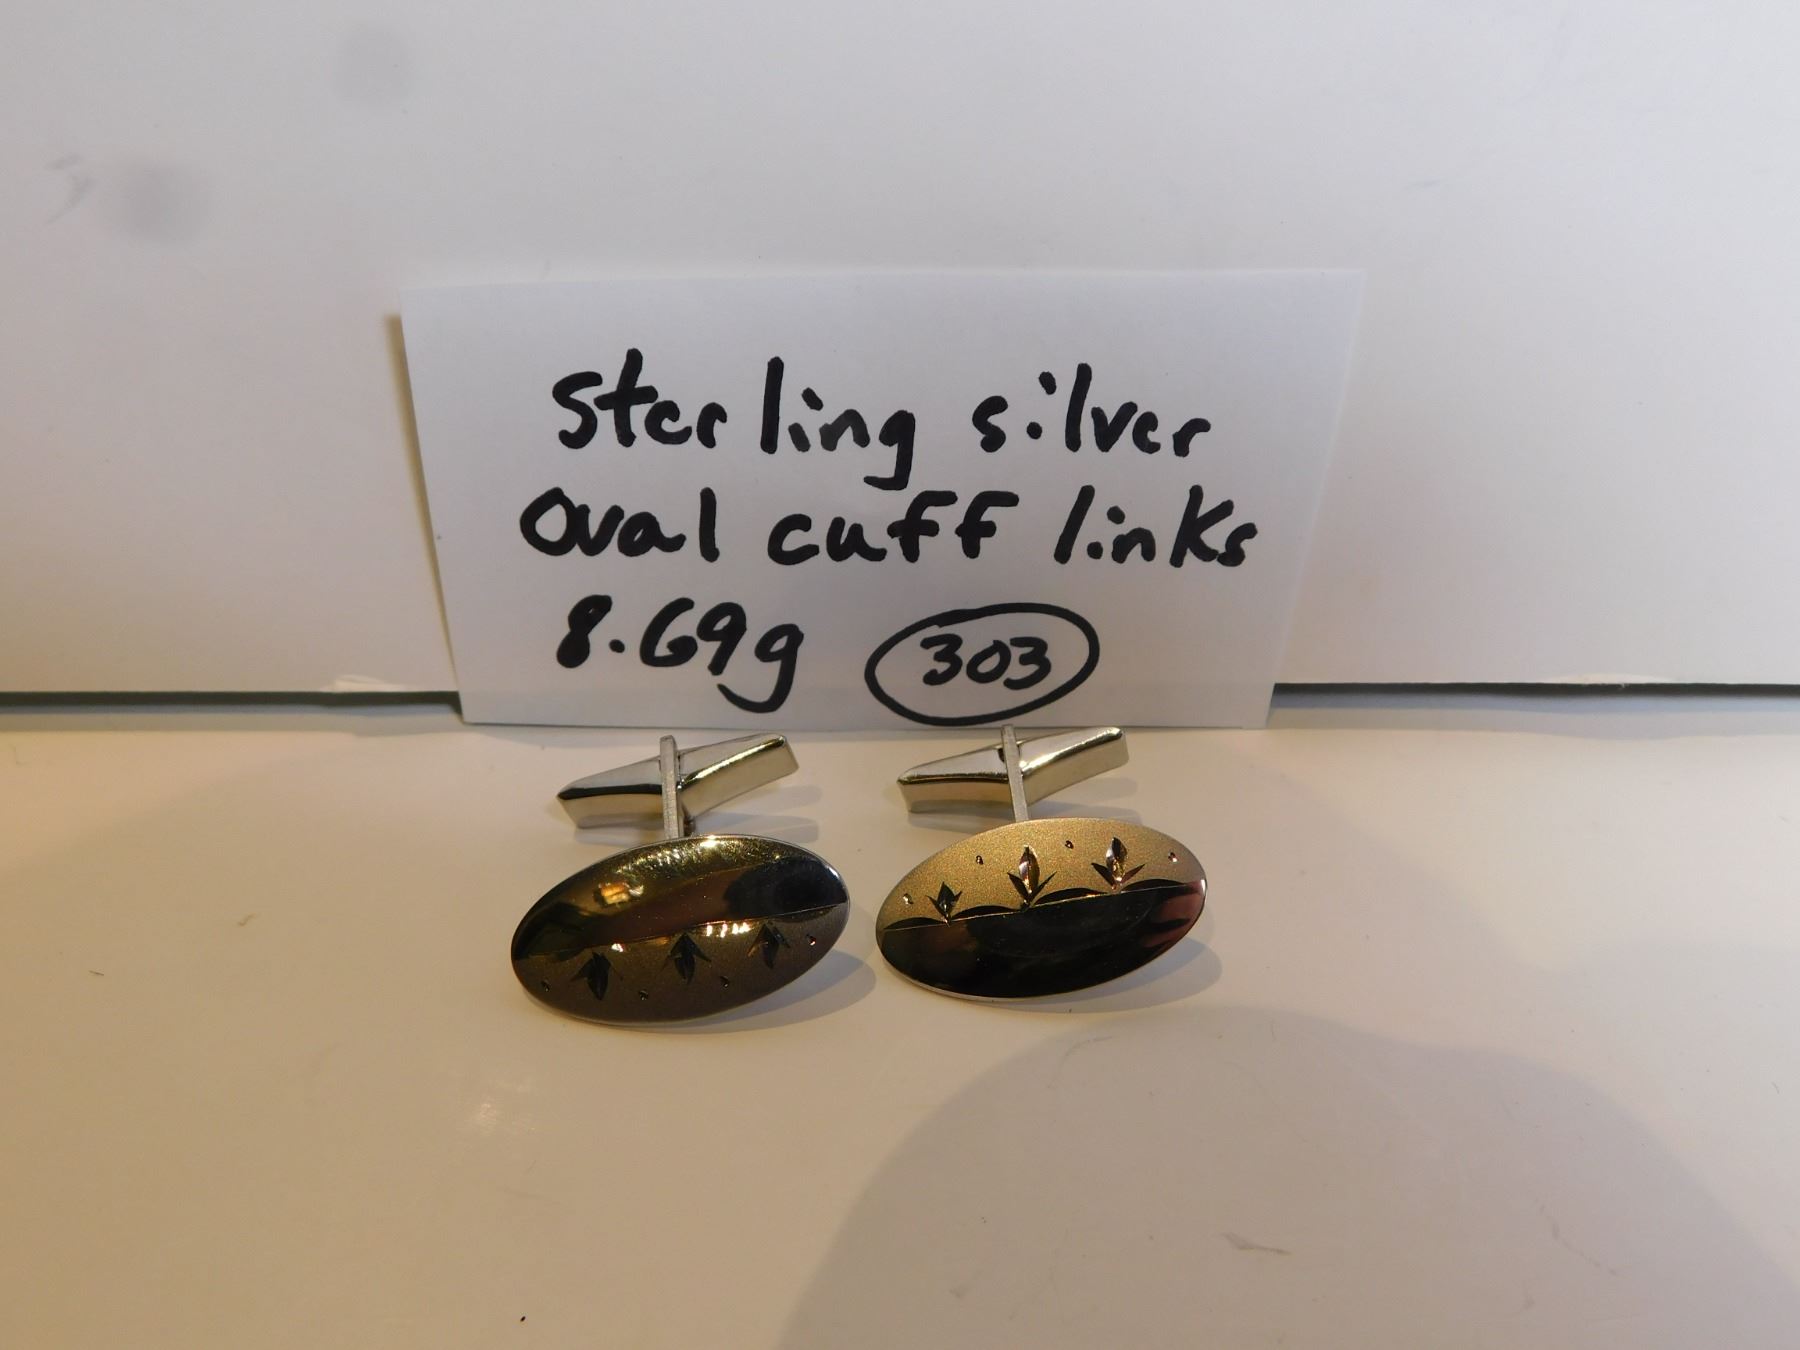 Sterling silver
Oval cuff links
8.69g 303